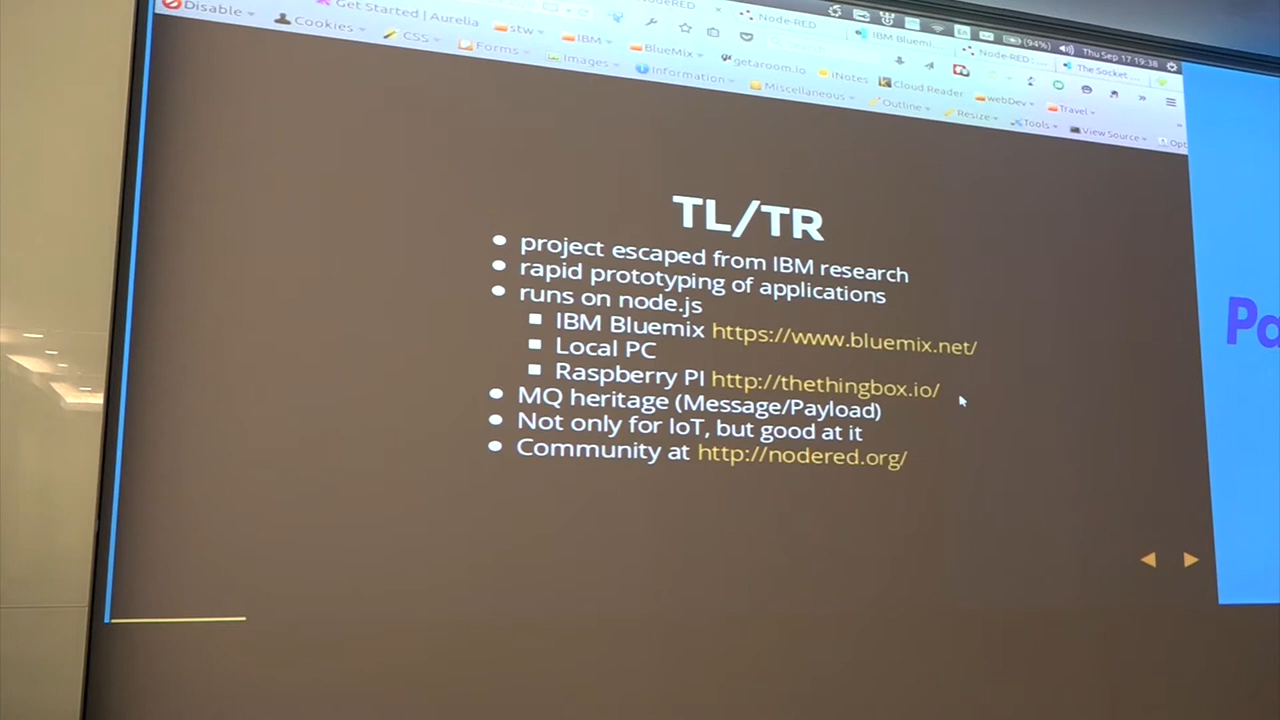 Get Started | Aurelia
Node-RED
IBM Bluemi...
Node-RED : ...
The Socket ...
(94%)
Thu Sep 17 19:38
Disable
Cookies
CSS
Forms
Images
Information
Miscellaneous
Outline
Resize
Tools
View Source
stw
IBM
BlueMix
getaroom.io
iNotes
Cloud Reader
webDev
Travel
TL/TR
project escaped from IBM research
rapid prototyping of applications
runs on node.js
IBM Bluemix https://www.bluemix.net/
Local PC
Raspberry PI http://thethingbox.io/
MQ heritage (Message/Payload)
Not only for IoT, but good at it
Community at http://nodered.org/